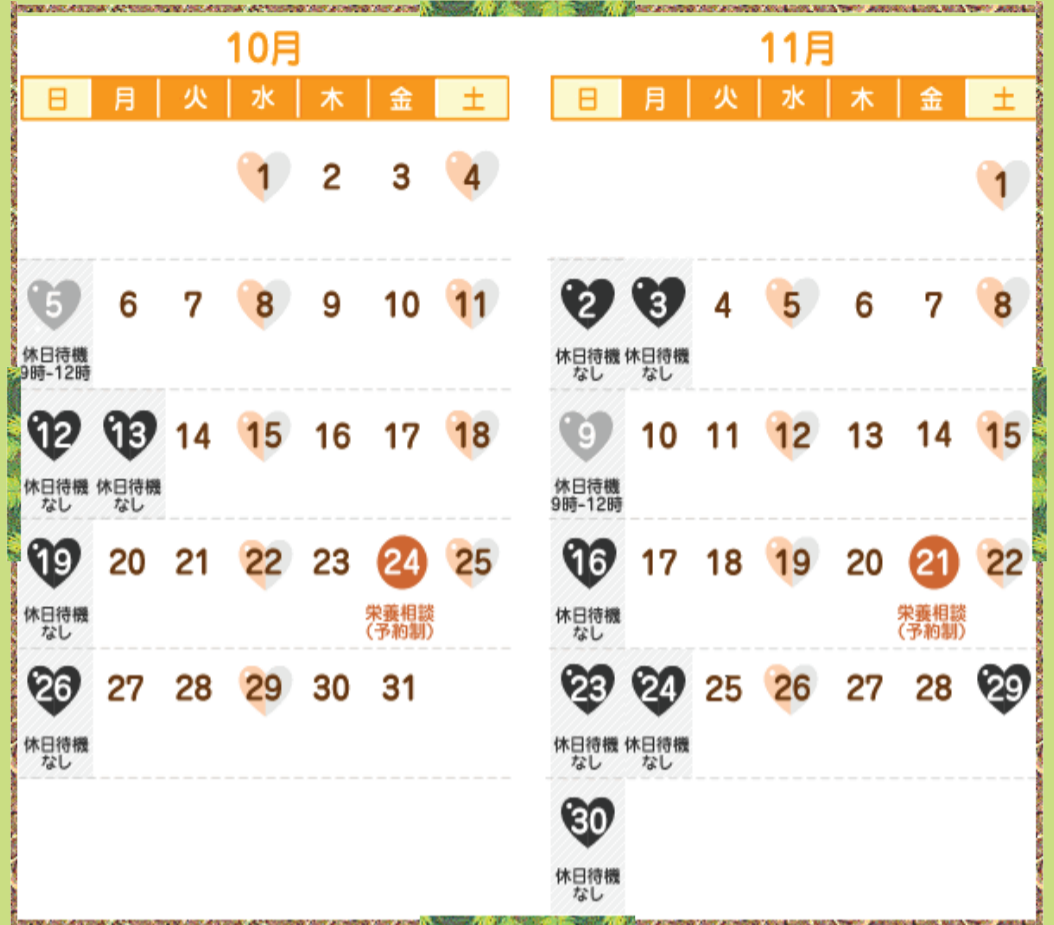 10月
日 月 火 水 木 金 土
1 2 3 4
5 6 7 8 9 10 11
休日待機
9時-12時
12 13 14 15 16 17 18
休日待機 休日待機
なし なし
19 20 21 22 23 24 25
休日待機 栄養相談
なし (予約制)
26 27 28 29 30 31
休日待機
なし
11月
日 月 火 水 木 金 土
1
2 3 4 5 6 7 8
休日待機 休日待機
なし なし
9 10 11 12 13 14 15
休日待機
9時-12時
16 17 18 19 20 21 22
休日待機 栄養相談
なし (予約制)
23 24 25 26 27 28 29
休日待機 休日待機
なし なし
30
休日待機
なし